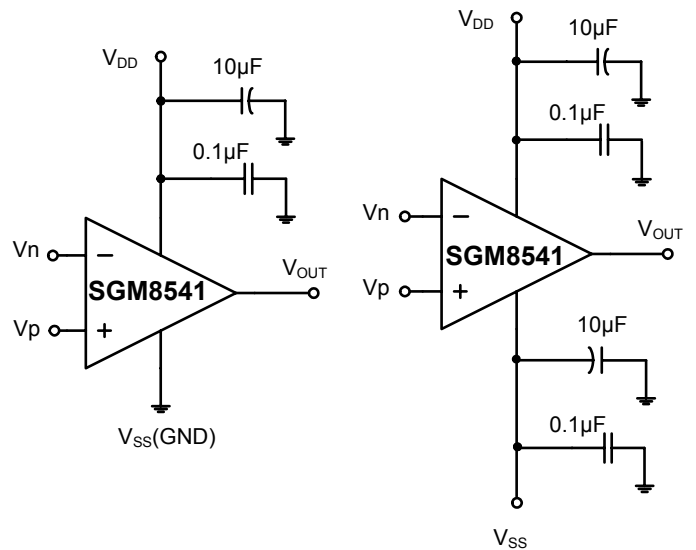 V_DD
10µF
0.1µF
Vn
Vp
SGM8541
V_OUT
V_SS(GND)
V_DD
10µF
0.1µF
Vn
Vp
SGM8541
V_OUT
10µF
0.1µF
V_SS